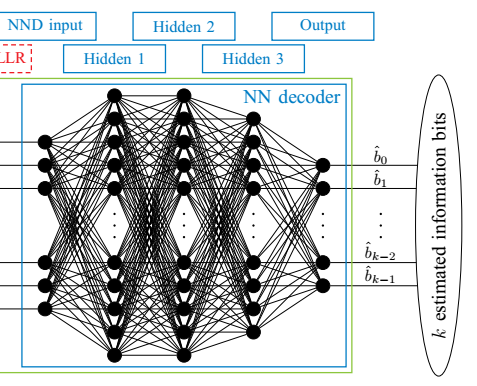 NND input
Hidden 2
Output
LLR
Hidden 1
Hidden 3
NN decoder
b̂₀
b̂₁
b̂ₖ₋₂
b̂ₖ₋₁
k estimated information bits